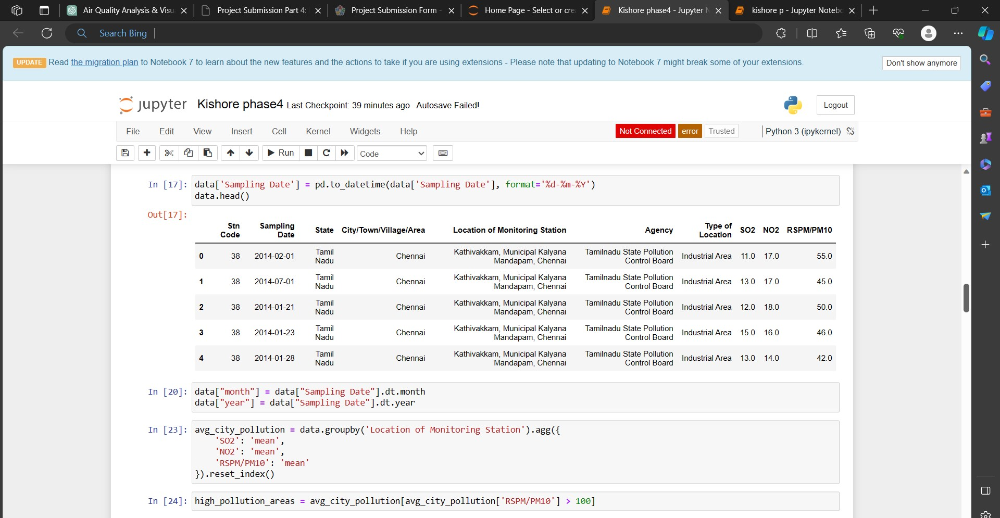 Air Quality Analysis & Visu
Project Submission Part 4:
Project Submission Form -
Home Page - Select or cre
Kishore phase4 - Jupyter N
kishore p - Jupyter Notebo
Search Bing
UPDATE Read the migration plan to Notebook 7 to learn about the new features and the actions to take if you are using extensions - Please note that updating to Notebook 7 might break some of your extensions.
Don't show anymore
jupyter Kishore phase4 Last Checkpoint: 39 minutes ago Autosave Failed!
Logout
File Edit View Insert Cell Kernel Widgets Help
Not Connected error Trusted Python 3 (ipykernel)
Run Code
In [17]: data['Sampling Date'] = pd.to_datetime(data['Sampling Date'], format='%d-%m-%Y')
data.head()
Out[17]:
Stn Code Sampling Date State City/Town/Village/Area Location of Monitoring Station Agency Type of Location SO2 NO2 RSPM/PM10
0 38 2014-02-01 Tamil Nadu Chennai Kathivakkam, Municipal Kalyana Mandapam, Chennai Tamilnadu State Pollution Control Board Industrial Area 11.0 17.0 55.0
1 38 2014-07-01 Tamil Nadu Chennai Kathivakkam, Municipal Kalyana Mandapam, Chennai Tamilnadu State Pollution Control Board Industrial Area 13.0 17.0 45.0
2 38 2014-01-21 Tamil Nadu Chennai Kathivakkam, Municipal Kalyana Mandapam, Chennai Tamilnadu State Pollution Control Board Industrial Area 12.0 18.0 50.0
3 38 2014-01-23 Tamil Nadu Chennai Kathivakkam, Municipal Kalyana Mandapam, Chennai Tamilnadu State Pollution Control Board Industrial Area 15.0 16.0 46.0
4 38 2014-01-28 Tamil Nadu Chennai Kathivakkam, Municipal Kalyana Mandapam, Chennai Tamilnadu State Pollution Control Board Industrial Area 13.0 14.0 42.0
In [20]: data["month"] = data["Sampling Date"].dt.month
data["year"] = data["Sampling Date"].dt.year
In [23]: avg_city_pollution = data.groupby('Location of Monitoring Station').agg({
'SO2': 'mean',
'NO2': 'mean',
'RSPM/PM10': 'mean'
}).reset_index()
In [24]: high_pollution_areas = avg_city_pollution[avg_city_pollution['RSPM/PM10'] > 100]